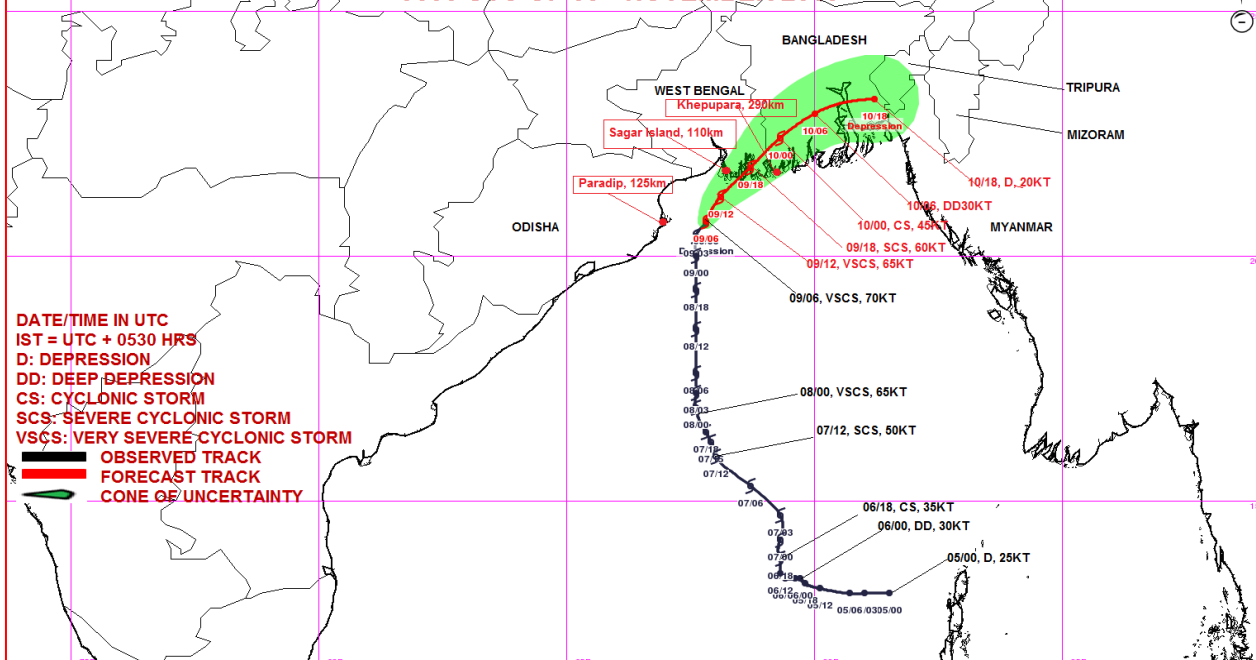 BANGLADESH
TRIPURA
WEST BENGAL
Khepupara, 290km
10/18
10/06
Depression
Sagar Island, 110km
MIZORAM
10/00
Paradip, 125km
09/18
10/18, D, 20KT
10/06, DD30KT
09/12
10/00, CS, 45KT
ODISHA
MYANMAR
09/06
09/18, SCS, 60KT
09/03
09/12, VSCS, 65KT
09/00
09/06, VSCS, 70KT
08/18
DATE/TIME IN UTC
IST = UTC + 0530 HRS
08/12
D: DEPRESSION
DD: DEEP DEPRESSION
08/06
08/00, VSCS, 65KT
CS: CYCLONIC STORM
08/03
SCS: SEVERE CYCLONIC STORM
08/00
07/12, SCS, 50KT
VSCS: VERY SEVERE CYCLONIC STORM
07/18
OBSERVED TRACK
07/12
FORECAST TRACK
CONE OF UNCERTAINTY
07/06
06/18, CS, 35KT
06/00, DD, 30KT
07/03
07/00
05/00, D, 25KT
06/18
06/12
06/00
05/18
05/12
05/06
03
05/00